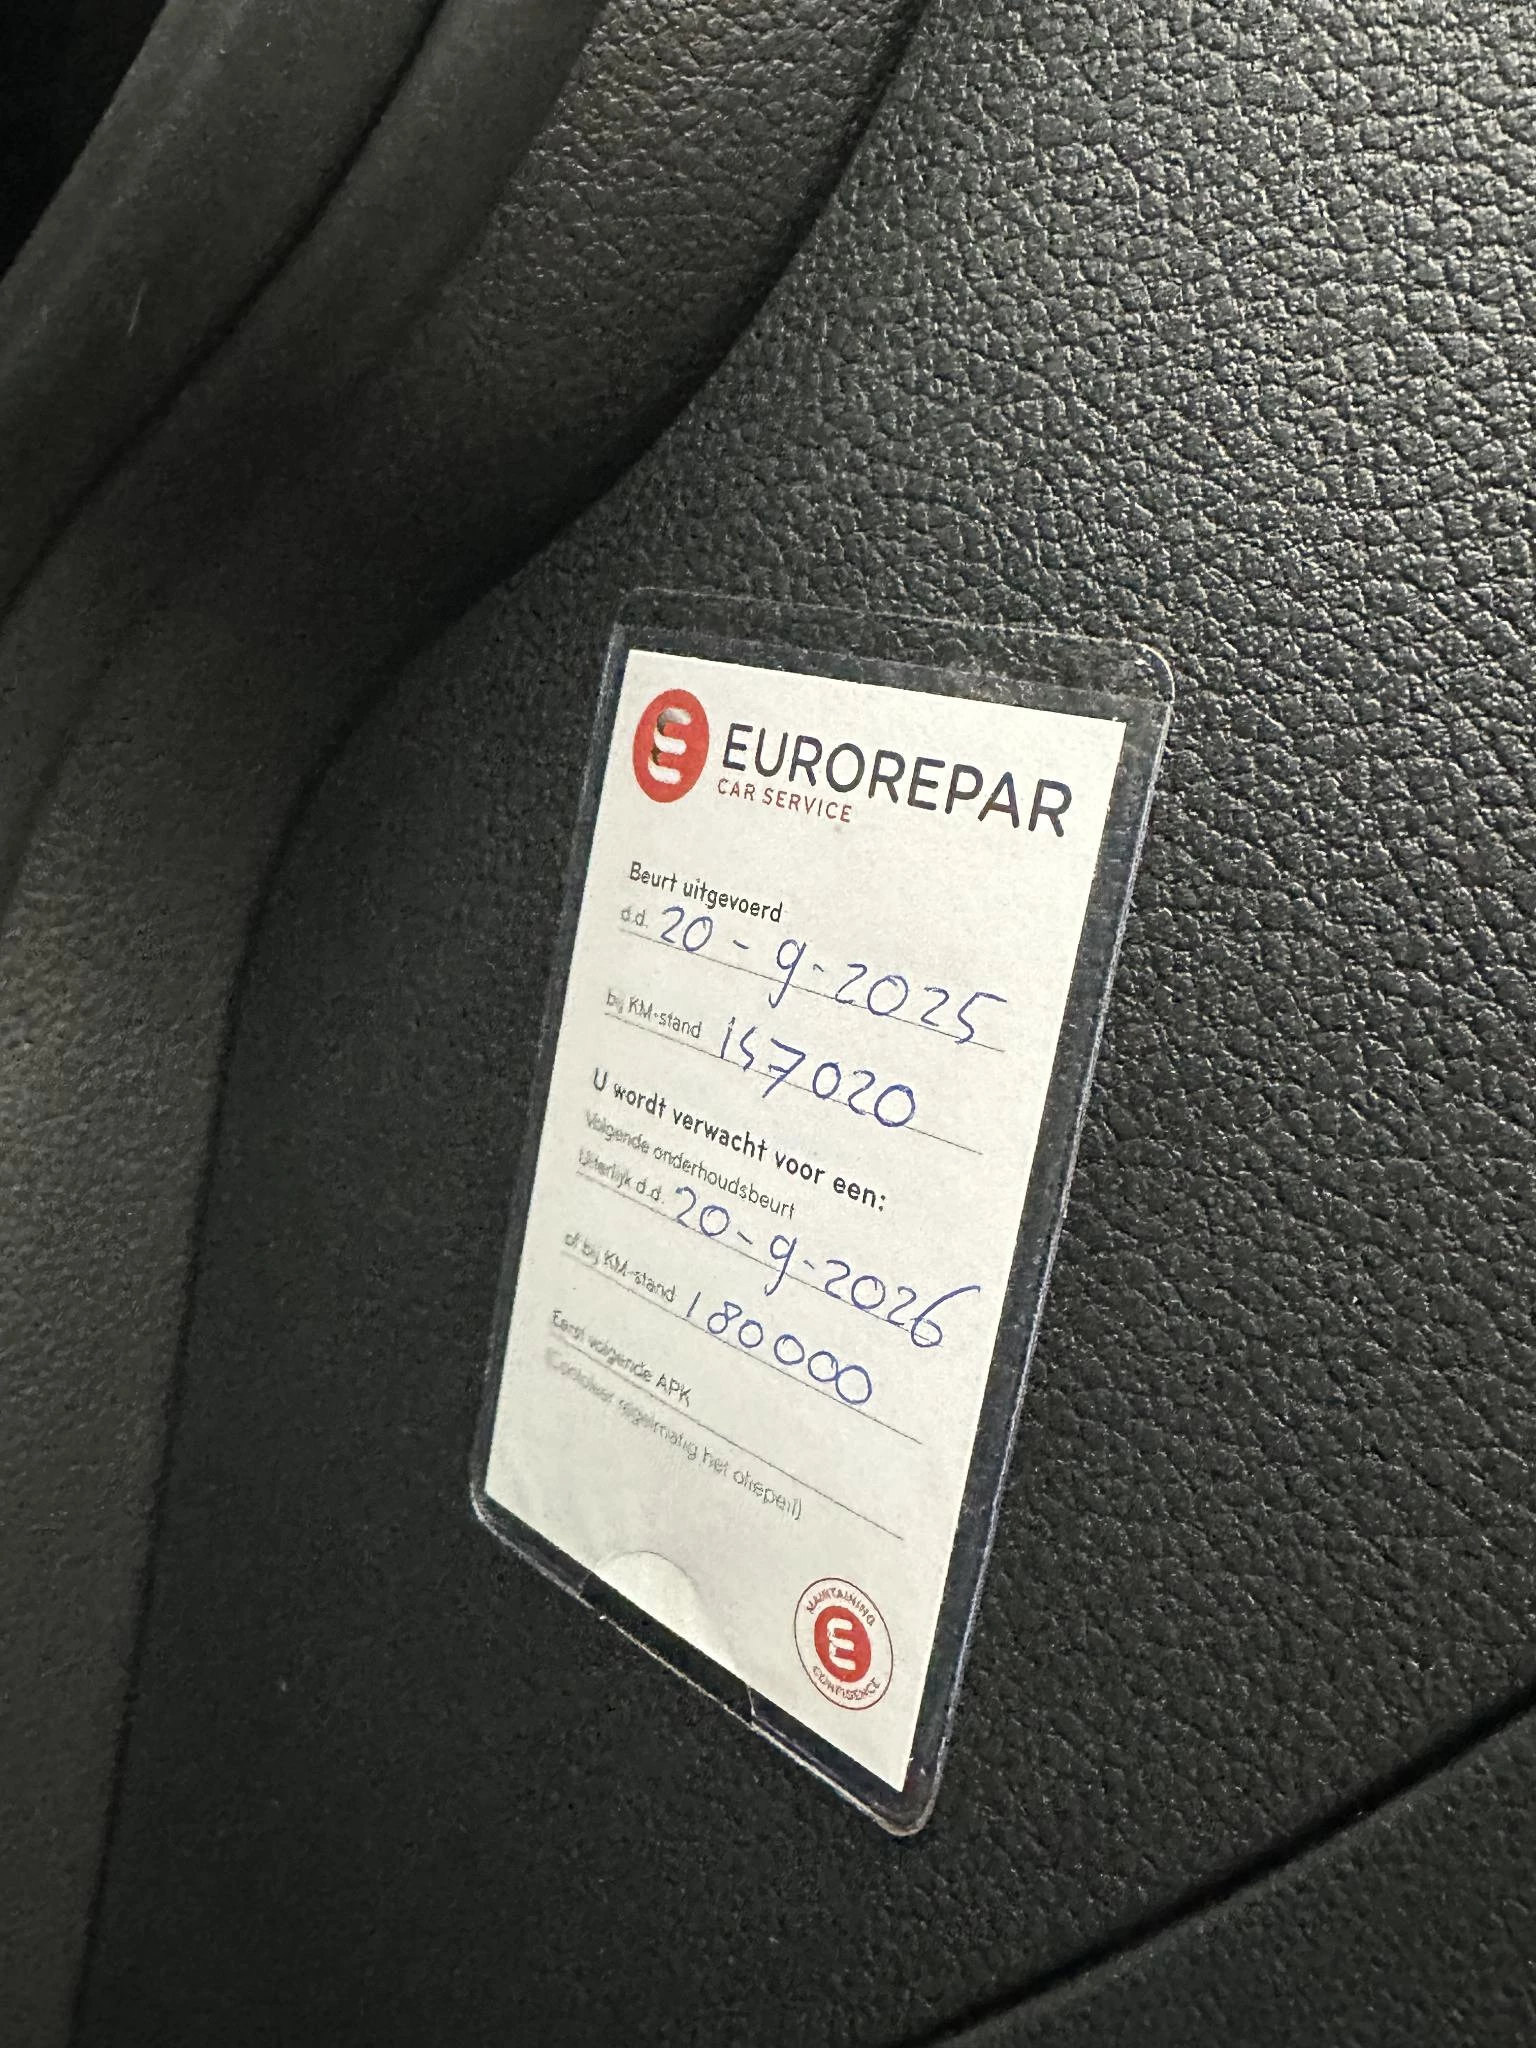 EUROREPAR
CAR SERVICE
Beurt uitgevoerd
d.d. 20 - 9 - 2025
bij KM-stand 157020
U wordt verwacht voor een:
Volgende onderhoudsbeurt
Uiterlijk d.d. 20 - 9 - 2026
of bij KM-stand 180000
Eerst volgende APK
(Controleer regelmatig het oliepeil)
MAINTAINING
CONFIDENCE